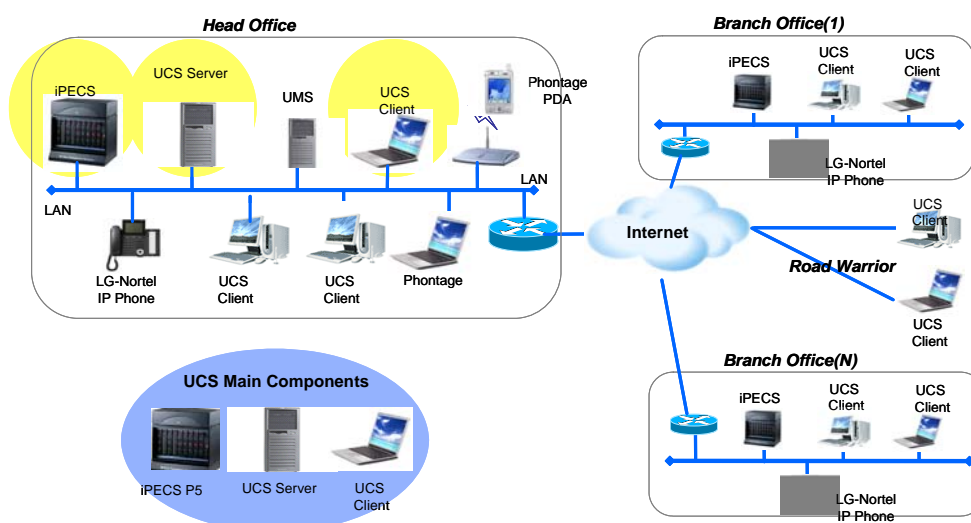 Head Office
iPECS
UCS Server
UMS
UCS
Client
Phontage
PDA
LAN
LAN
LG-Nortel
IP Phone
UCS
Client
UCS
Client
Phontage
Internet
Branch Office(1)
iPECS
UCS
Client
UCS
Client
LG-Nortel
IP Phone
UCS
Client
Road Warrior
UCS
Client
Branch Office(N)
iPECS
UCS
Client
UCS
Client
LG-Nortel
IP Phone
UCS Main Components
iPECS P5
UCS Server
UCS
Client